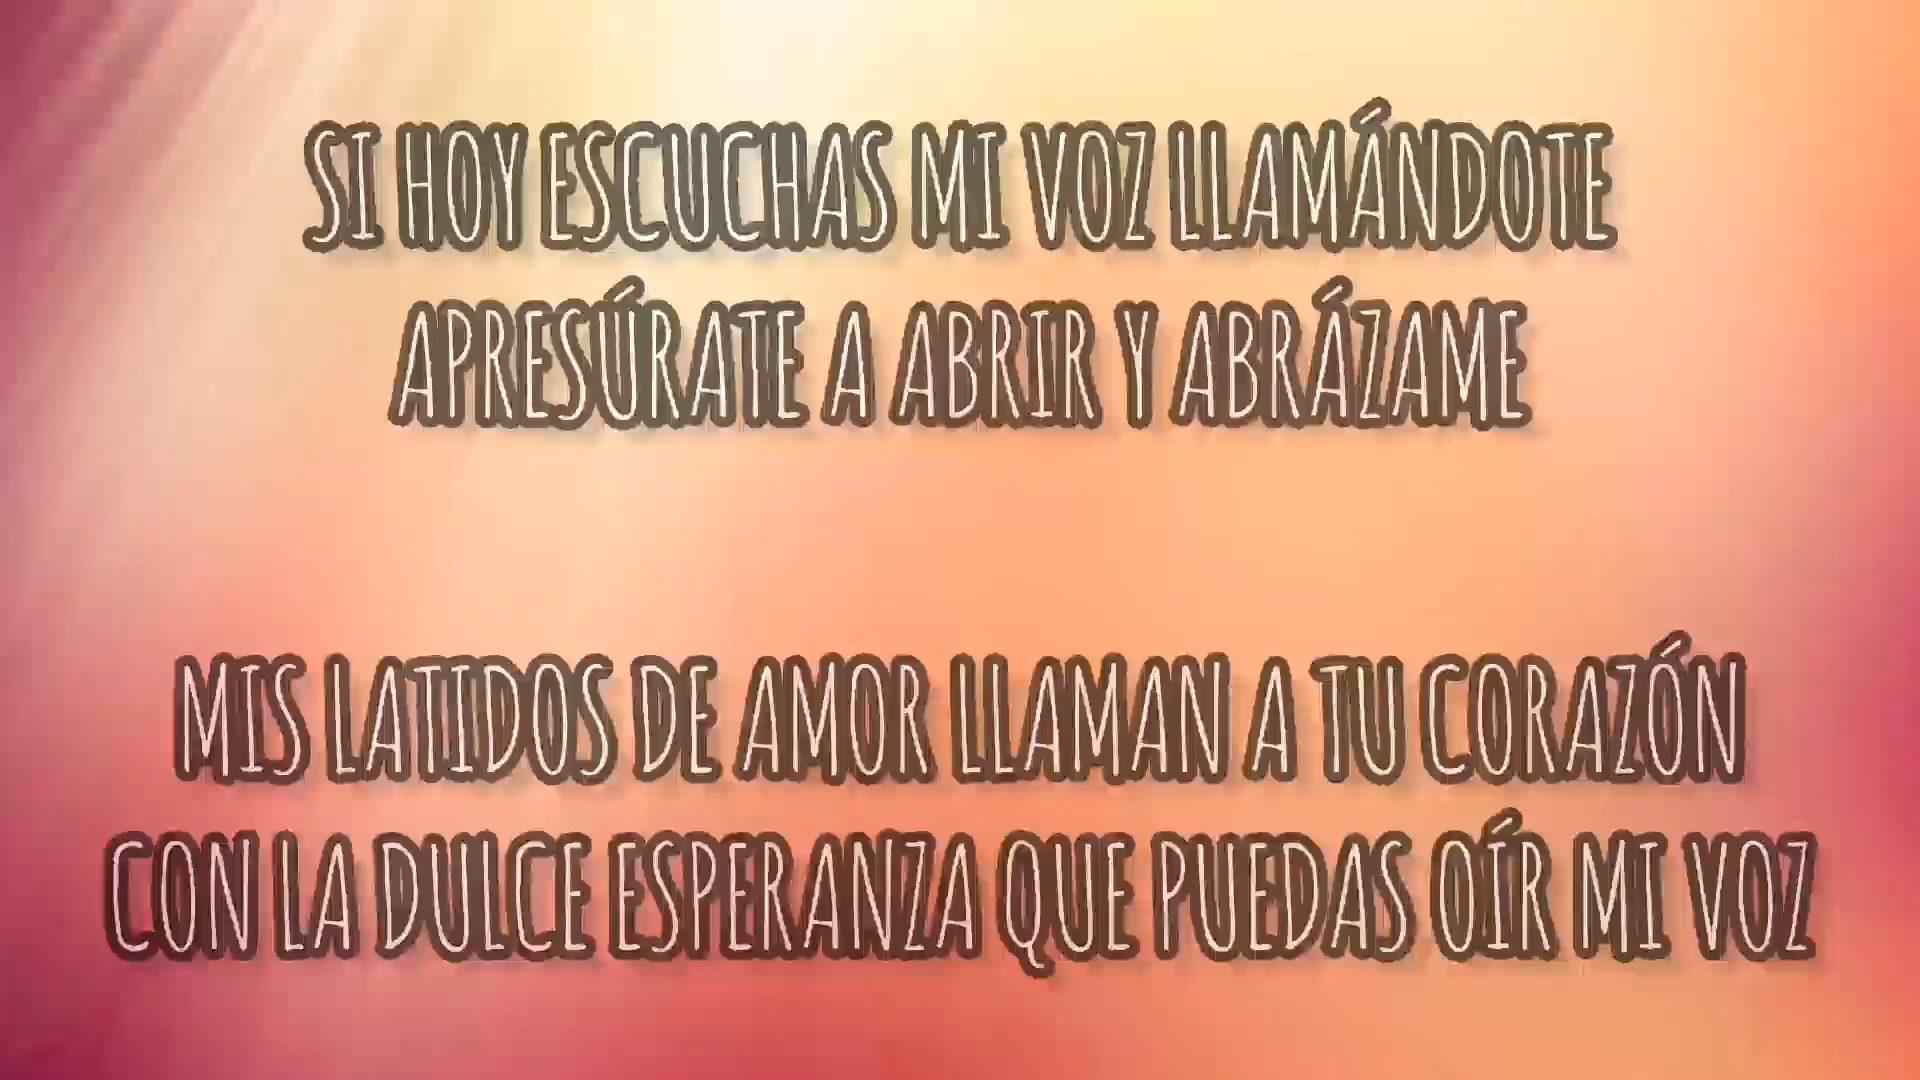 SI HOY ESCUCHAS MI VOZ LLAMÁNDOTE
APRESÚRATE A ABRIR Y ABRÁZAME
MIS LATIDOS DE AMOR LLAMAN A TU CORAZÓN
CON LA DULCE ESPERANZA QUE PUEDAS OÍR MI VOZ